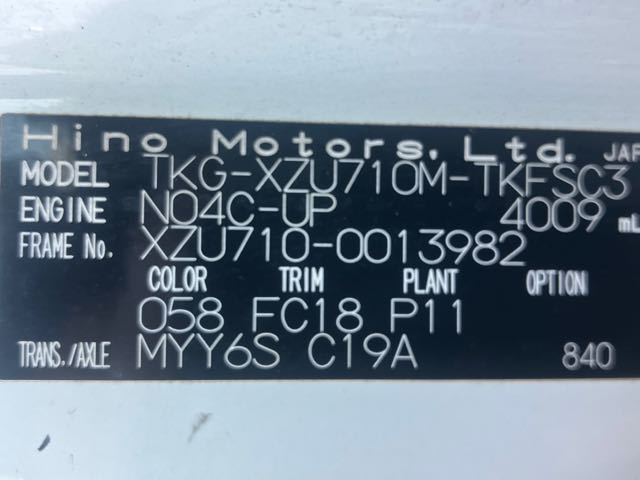 Hino Motors, Ltd. JAP
MODEL TKG-XZU710M-TKFSC3
ENGINE N04C-UP 4009 mL
FRAME No. XZU710-0013982
COLOR TRIM PLANT OPTION
058 FC18 P11
TRANS./AXLE MYY6S C19A 840